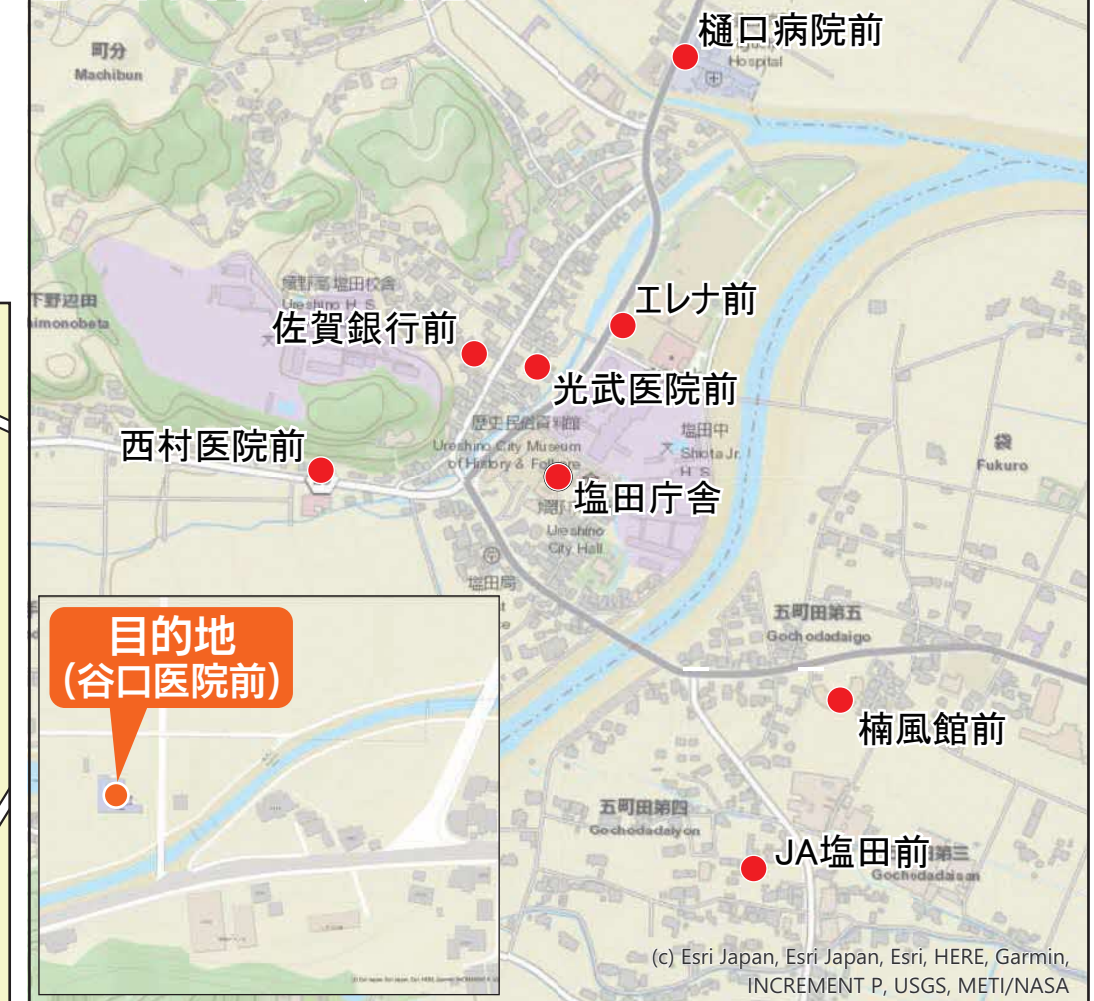 樋口病院前
Hospital
町分
Machibun
嬉野高塩田校舎
Ureshino H. S.
下野辺田
himonobeta
エレナ前
佐賀銀行前
光武医院前
歴史民俗資料館
Ureshino City Museum
of History & Folklore
塩田中
Shiota Jr.
H. S.
袋
Fukuro
西村医院前
塩田庁舎
Ureshino
City Hall
塩田局
目的地
(谷口医院前)
五町田第五
Gochodadaigo
楠風館前
五町田第四
Gochodadaiyon
JA塩田前
第三
Gochodadaisan
(c) Esri Japan, Esri Japan, Esri, HERE, Garmin,
INCREMENT P, USGS, METI/NASA